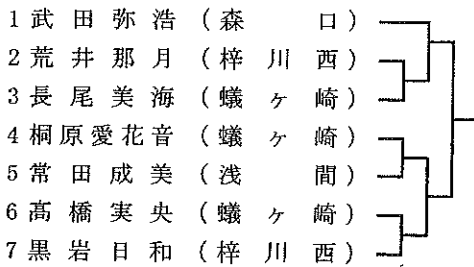 1 武田弥浩 (森口)
2 荒井那月 (梓川西)
3 長尾美海 (蟻ヶ崎)
4 桐原愛花音 (蟻ヶ崎)
5 常田成美 (浅間)
6 髙橋実央 (蟻ヶ崎)
7 黒岩日和 (梓川西)